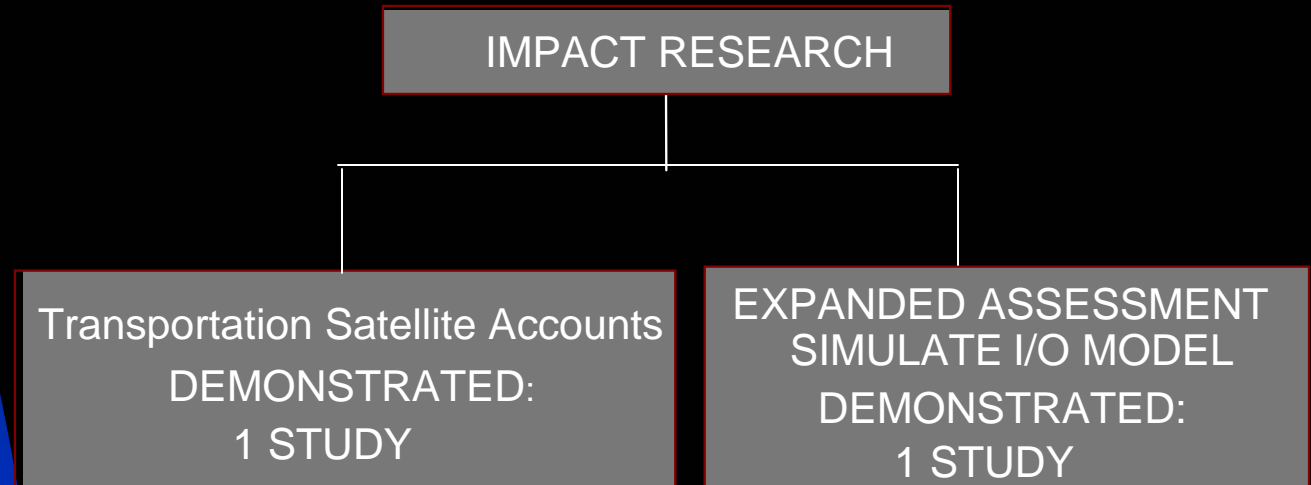 IMPACT RESEARCH
Transportation Satellite Accounts
DEMONSTRATED:
1 STUDY
EXPANDED ASSESSMENT
SIMULATE I/O MODEL
DEMONSTRATED:
1 STUDY